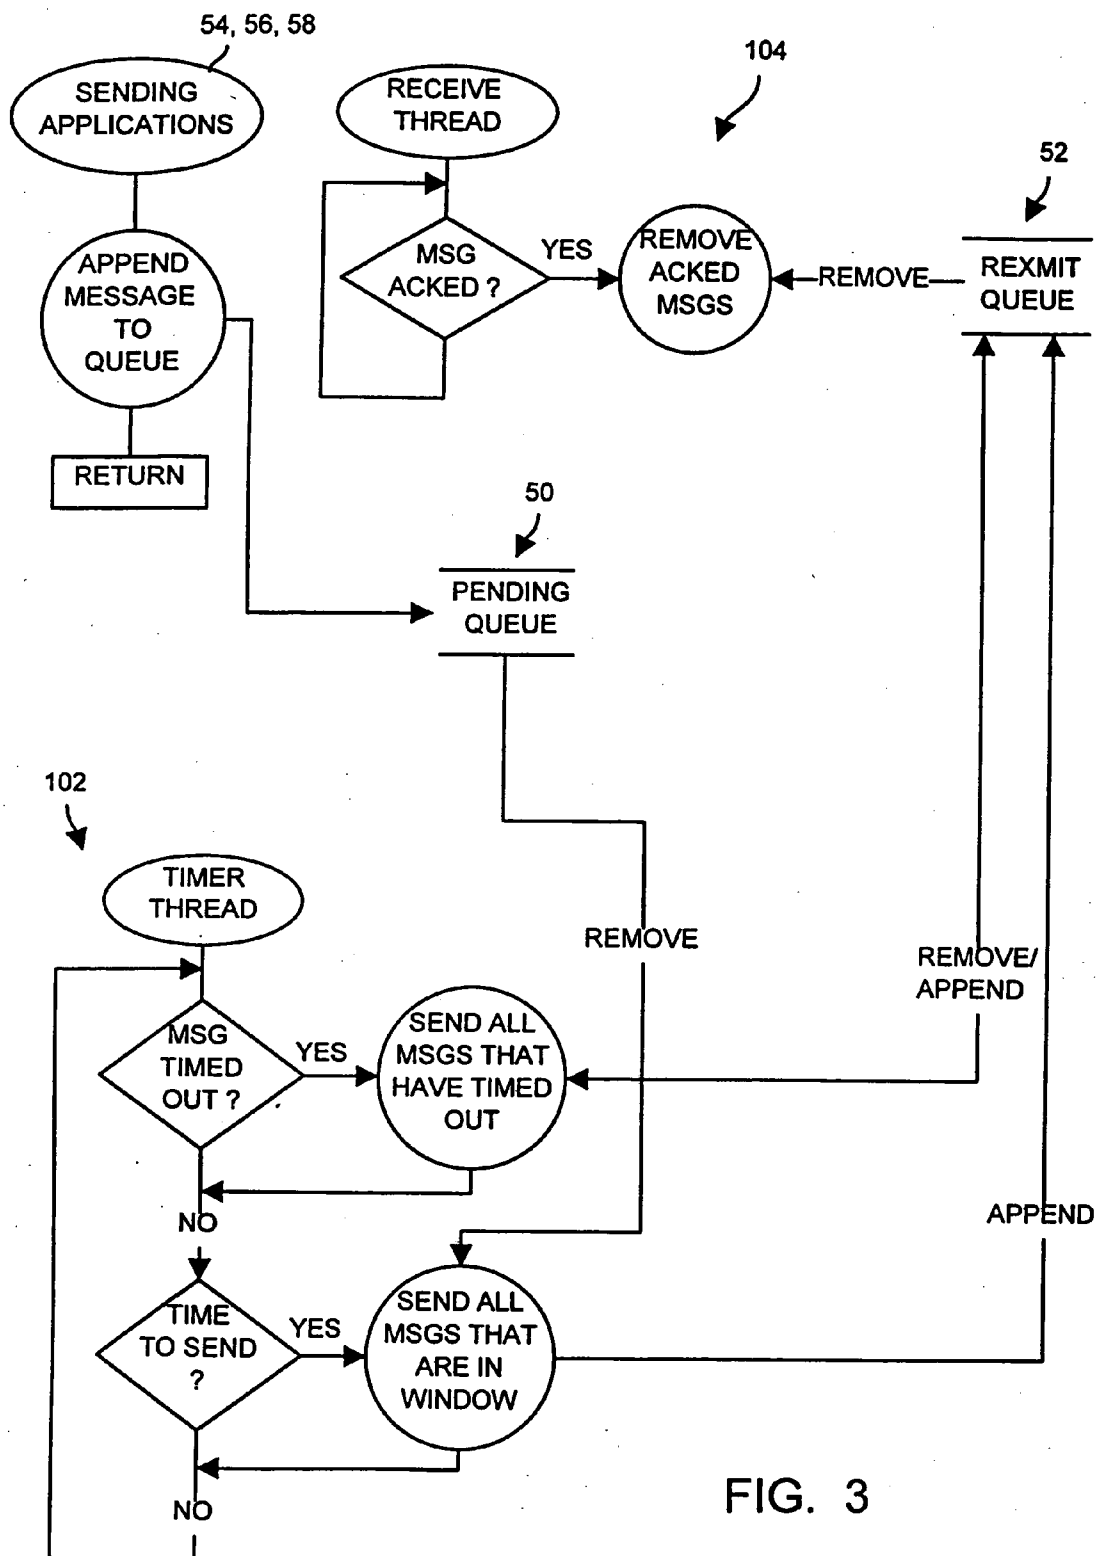 54, 56, 58
SENDING
APPLICATIONS
APPEND
MESSAGE
TO
QUEUE
RETURN
RECEIVE
THREAD
MSG
ACKED ?
YES
REMOVE
ACKED
MSGS
104
REMOVE
52
REXMIT
QUEUE
50
PENDING
QUEUE
102
TIMER
THREAD
MSG
TIMED
OUT ?
YES
SEND ALL
MSGS THAT
HAVE TIMED
OUT
REMOVE
REMOVE/
APPEND
NO
TIME
TO SEND
?
YES
SEND ALL
MSGS THAT
ARE IN
WINDOW
APPEND
NO
FIG. 3